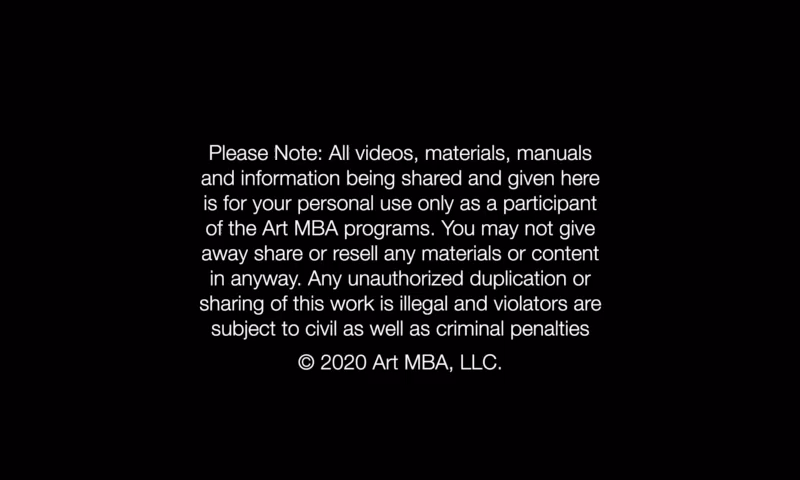 Please Note: All videos, materials, manuals
and information being shared and given here
is for your personal use only as a participant
of the Art MBA programs. You may not give
away share or resell any materials or content
in anyway. Any unauthorized duplication or
sharing of this work is illegal and violators are
subject to civil as well as criminal penalties
© 2020 Art MBA, LLC.